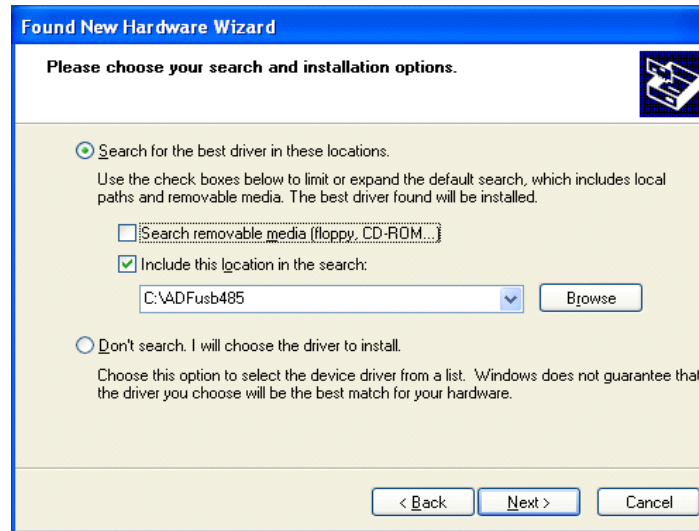 Found New Hardware Wizard
Please choose your search and installation options.
Search for the best driver in these locations.
Use the check boxes below to limit or expand the default search, which includes local
paths and removable media. The best driver found will be installed.
Search removable media (floppy, CD-ROM...)
Include this location in the search:
C:\ADFusb485
Browse
Don't search. I will choose the driver to install.
Choose this option to select the device driver from a list. Windows does not guarantee that
the driver you choose will be the best match for your hardware.
< Back
Next >
Cancel